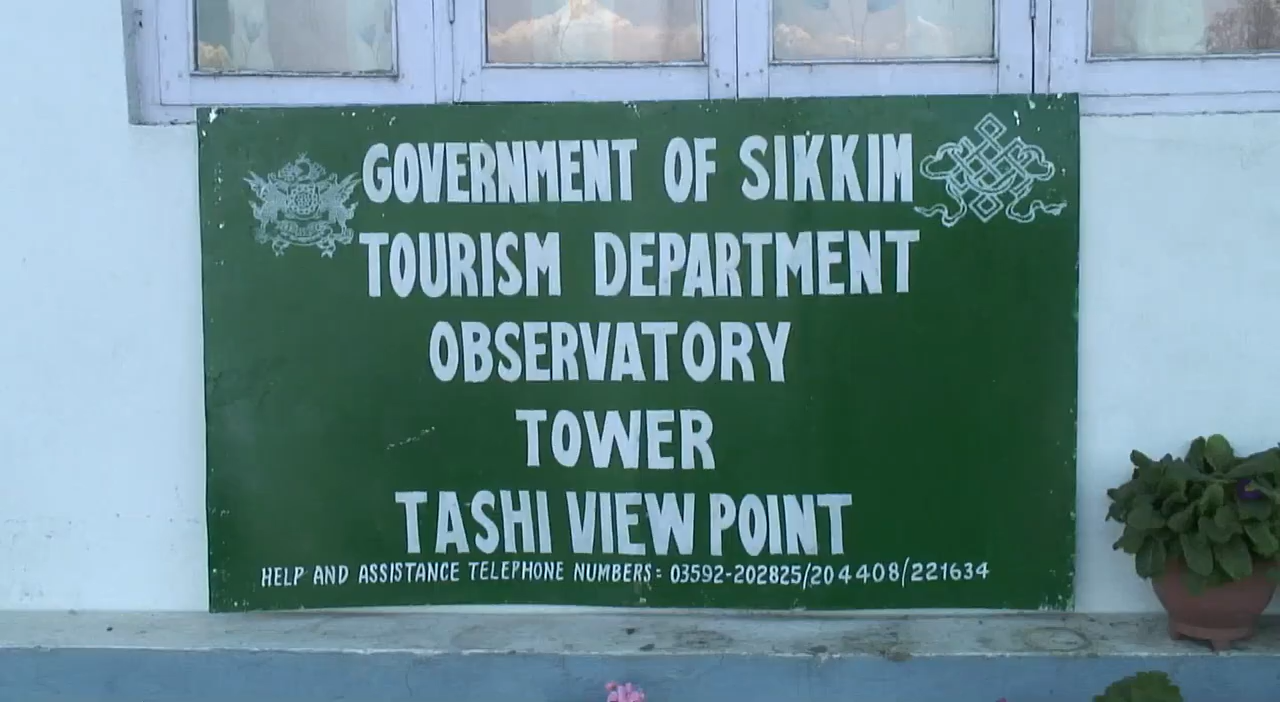 GOVERNMENT OF SIKKIM
TOURISM DEPARTMENT
OBSERVATORY
TOWER
TASHI VIEW POINT
HELP AND ASSISTANCE TELEPHONE NUMBERS: 03592-202825/204408/221634